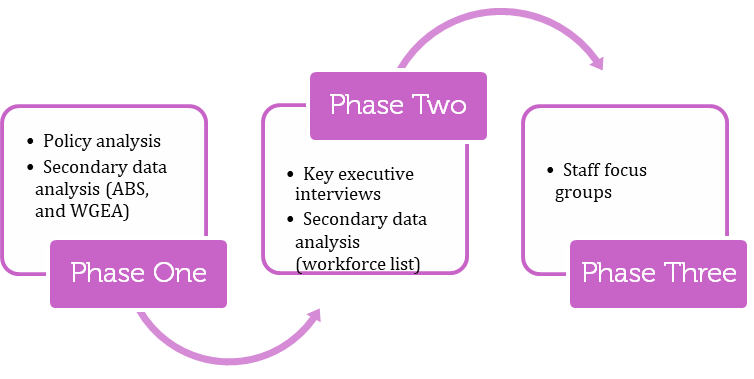 • Policy analysis
• Secondary data
analysis (ABS,
and WGEA)
Phase One
Phase Two
• Key executive
interviews
• Secondary data
analysis
(workforce list)
• Staff focus
groups
Phase Three